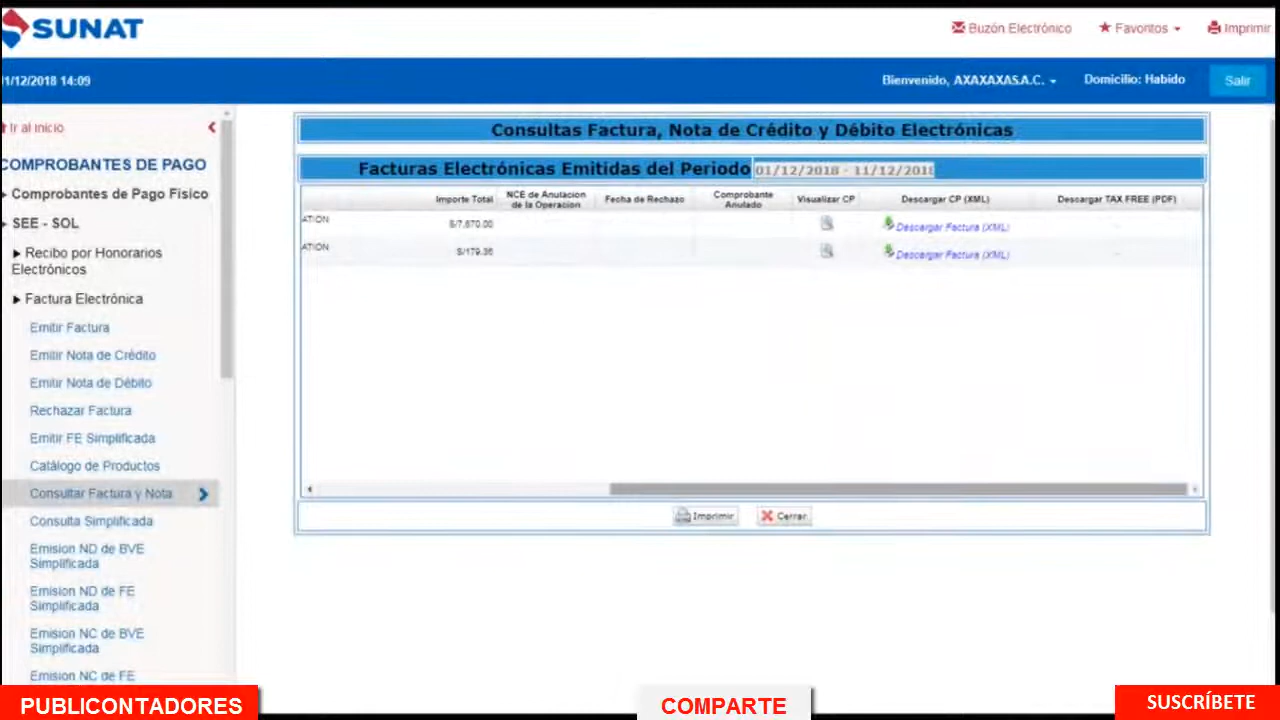 SUNAT
Buzón Electrónico
Favoritos
Imprimir
1/12/2018 14:09
Bienvenido, AXAXAXAS.A.C.
Domicilio: Habido
Salir
Ir al inicio
COMPROBANTES DE PAGO
Comprobantes de Pago Físico
SEE - SOL
Recibo por Honorarios
Electrónicos
Factura Electrónica
Emitir Factura
Emitir Nota de Crédito
Emitir Nota de Débito
Rechazar Factura
Emitir FE Simplificada
Catálogo de Productos
Consultar Factura y Nota
Consulta Simplificada
Emision ND de BVE
Simplificada
Emision ND de FE
Simplificada
Emision NC de BVE
Simplificada
Emision NC de FE
Consultas Factura, Nota de Crédito y Débito Electrónicas
Facturas Electrónicas Emitidas del Periodo 01/12/2018 - 11/12/2018
Importe Total
NCE de Anulacion
de la Operacion
Fecha de Rechazo
Comprobante
Anulado
Visualizar CP
Descargar CP (XML)
Descargar TAX FREE (PDF)
ATION
S/7,670.00
Descargar Factura (XML)
ATION
S/179.36
Descargar Factura (XML)
Imprimir
Cerrar
PUBLICONTADORES
COMPARTE
SUSCRÍBETE